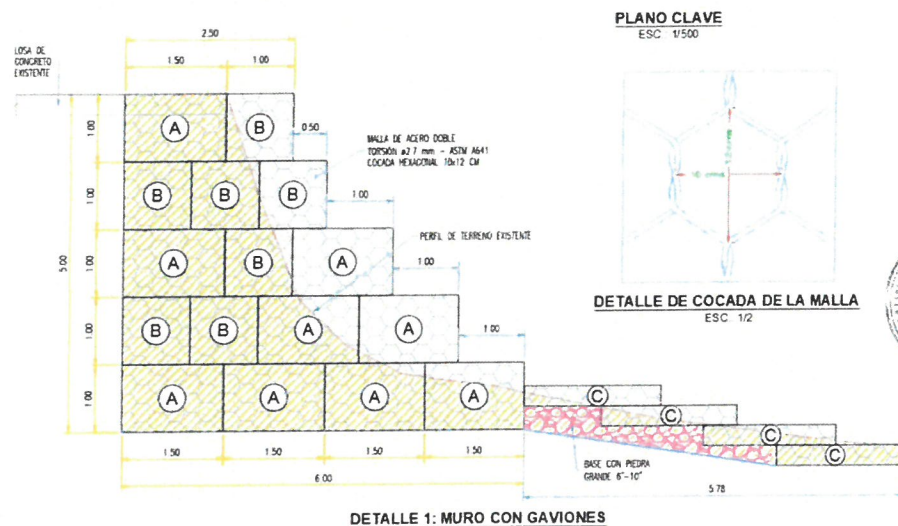 PLANO CLAVE
ESC : 1/500
2.50
LOSA DE
CONCRETO
EXISTENTE
1.50
1.00
A
B
0.50
1.00
MALLA DE ACERO DOBLE
TORSIÓN ø2.7 mm - ASTM A641
COCADA HEXAGONAL 10x12 CM
B
B
B
1.00
1.00
5.00
PERFIL DE TERRENO EXISTENTE
A
B
A
1.00
1.00
DETALLE DE COCADA DE LA MALLA
ESC : 1/2
B
B
A
A
1.00
1.00
A
A
A
A
1.00
C
C
C
C
1.50
1.50
1.50
1.50
BASE CON PIEDRA
GRANDE 6"-10"
6.00
5.78
DETALLE 1: MURO CON GAVIONES